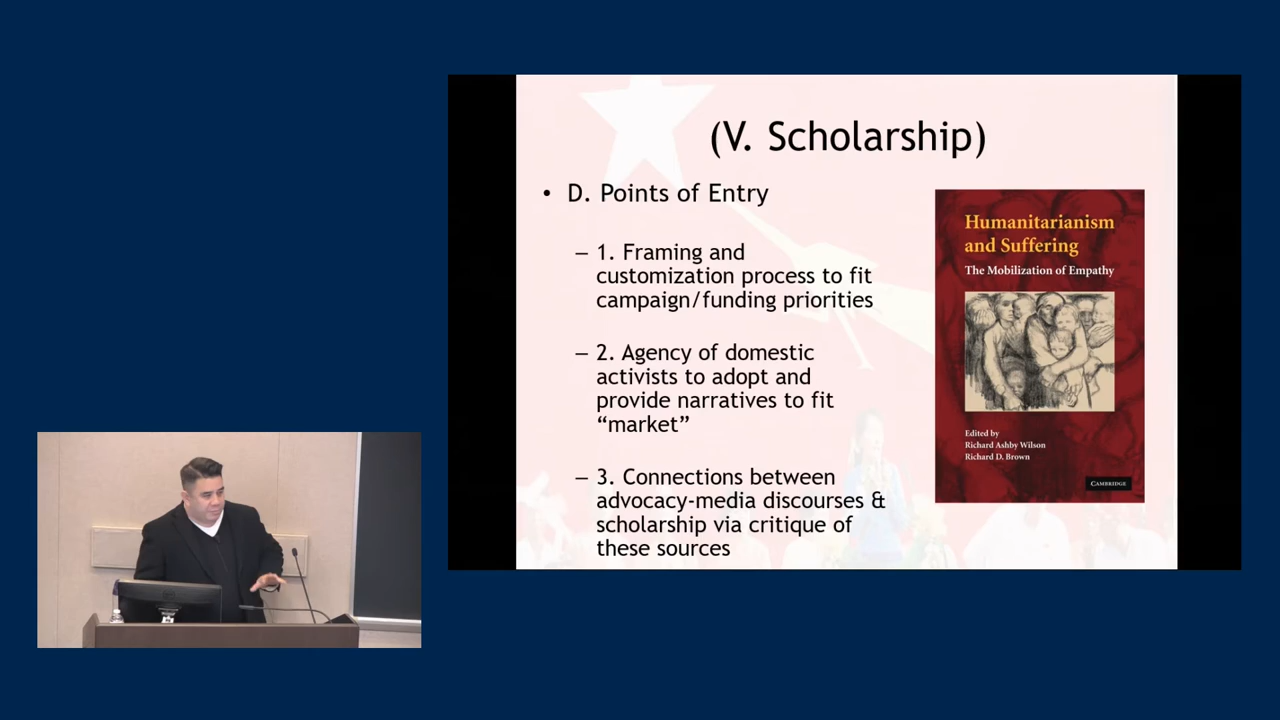 (V. Scholarship)
• D. Points of Entry
– 1. Framing and
customization process to fit
campaign/funding priorities
– 2. Agency of domestic
activists to adopt and
provide narratives to fit
“market”
– 3. Connections between
advocacy-media discourses &
scholarship via critique of
these sources
Humanitarianism
and Suffering
The Mobilization of Empathy
Edited by
Richard Ashby Wilson
Richard D. Brown
CAMBRIDGE